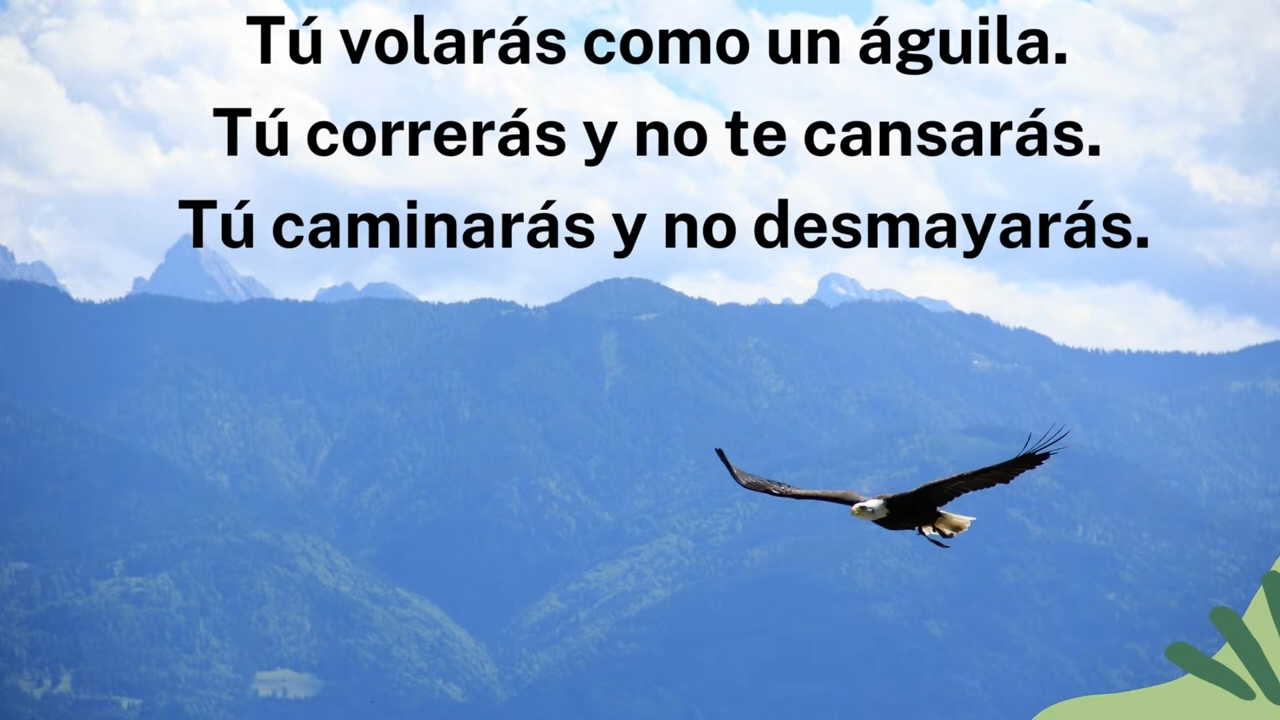 Tú volarás como un águila.
Tú correrás y no te cansarás.
Tú caminarás y no desmayarás.